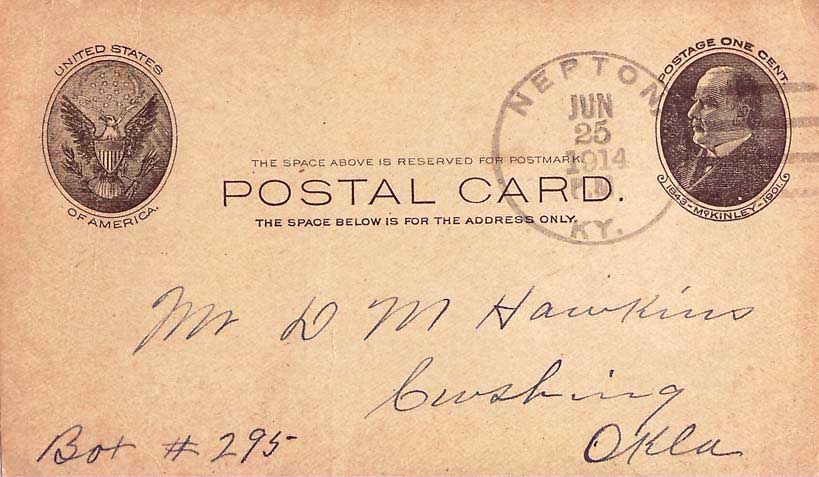 UNITED STATES
OF AMERICA.
POSTAGE ONE CENT.
1843-McKINLEY-1901.
NEPTON,
JUN
25
1914
P.M.
KY.
THE SPACE ABOVE IS RESERVED FOR POSTMARK.
POSTAL CARD.
THE SPACE BELOW IS FOR THE ADDRESS ONLY.
Mr D M Hawkins
Cushing
Box # 295
Okla